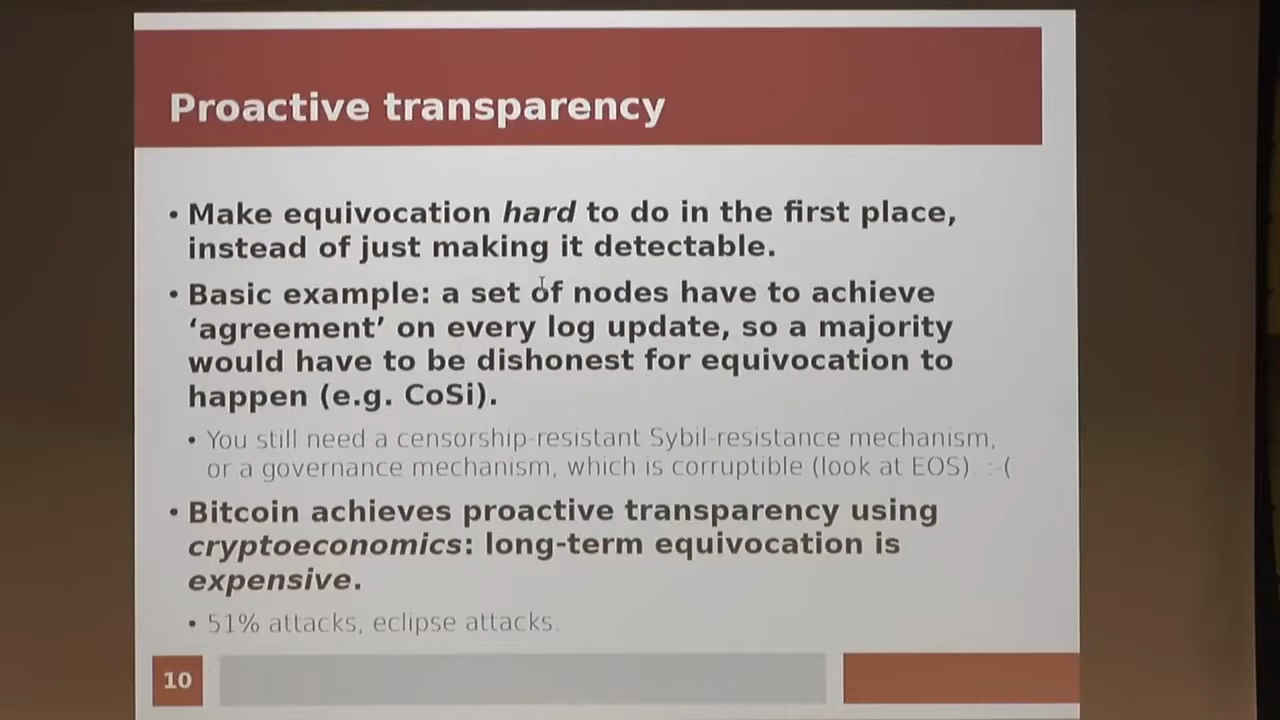 Proactive transparency
• Make equivocation hard to do in the first place,
instead of just making it detectable.
• Basic example: a set of nodes have to achieve
‘agreement’ on every log update, so a majority
would have to be dishonest for equivocation to
happen (e.g. CoSi).
• You still need a censorship-resistant Sybil-resistance mechanism,
or a governance mechanism, which is corruptible (look at EOS). :-(
• Bitcoin achieves proactive transparency using
cryptoeconomics: long-term equivocation is
expensive.
• 51% attacks, eclipse attacks.
10